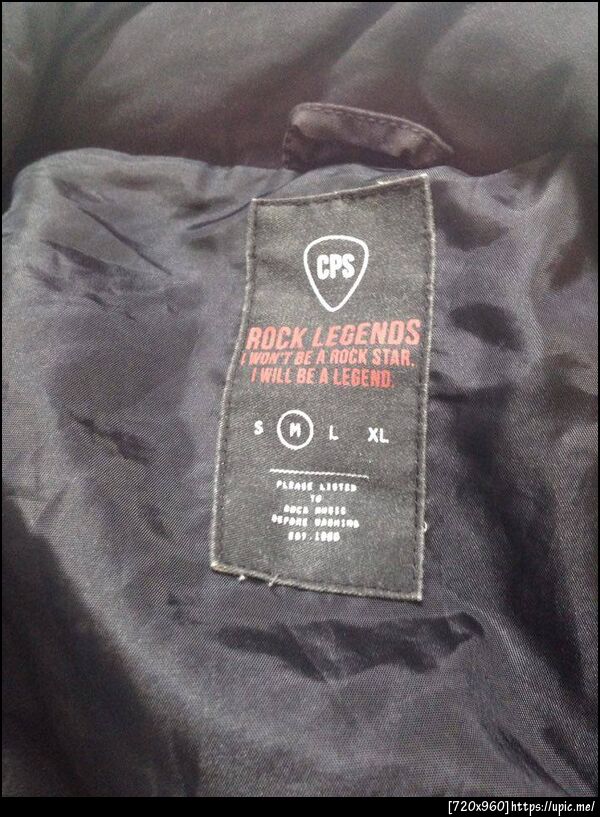 CPS
ROCK LEGENDS
I WON'T BE A ROCK STAR.
I WILL BE A LEGEND.
S M L XL
PLEASE LISTEN
TO
ROCK MUSIC
BEFORE WASHING
EST.
[720x960]https://upic.me/